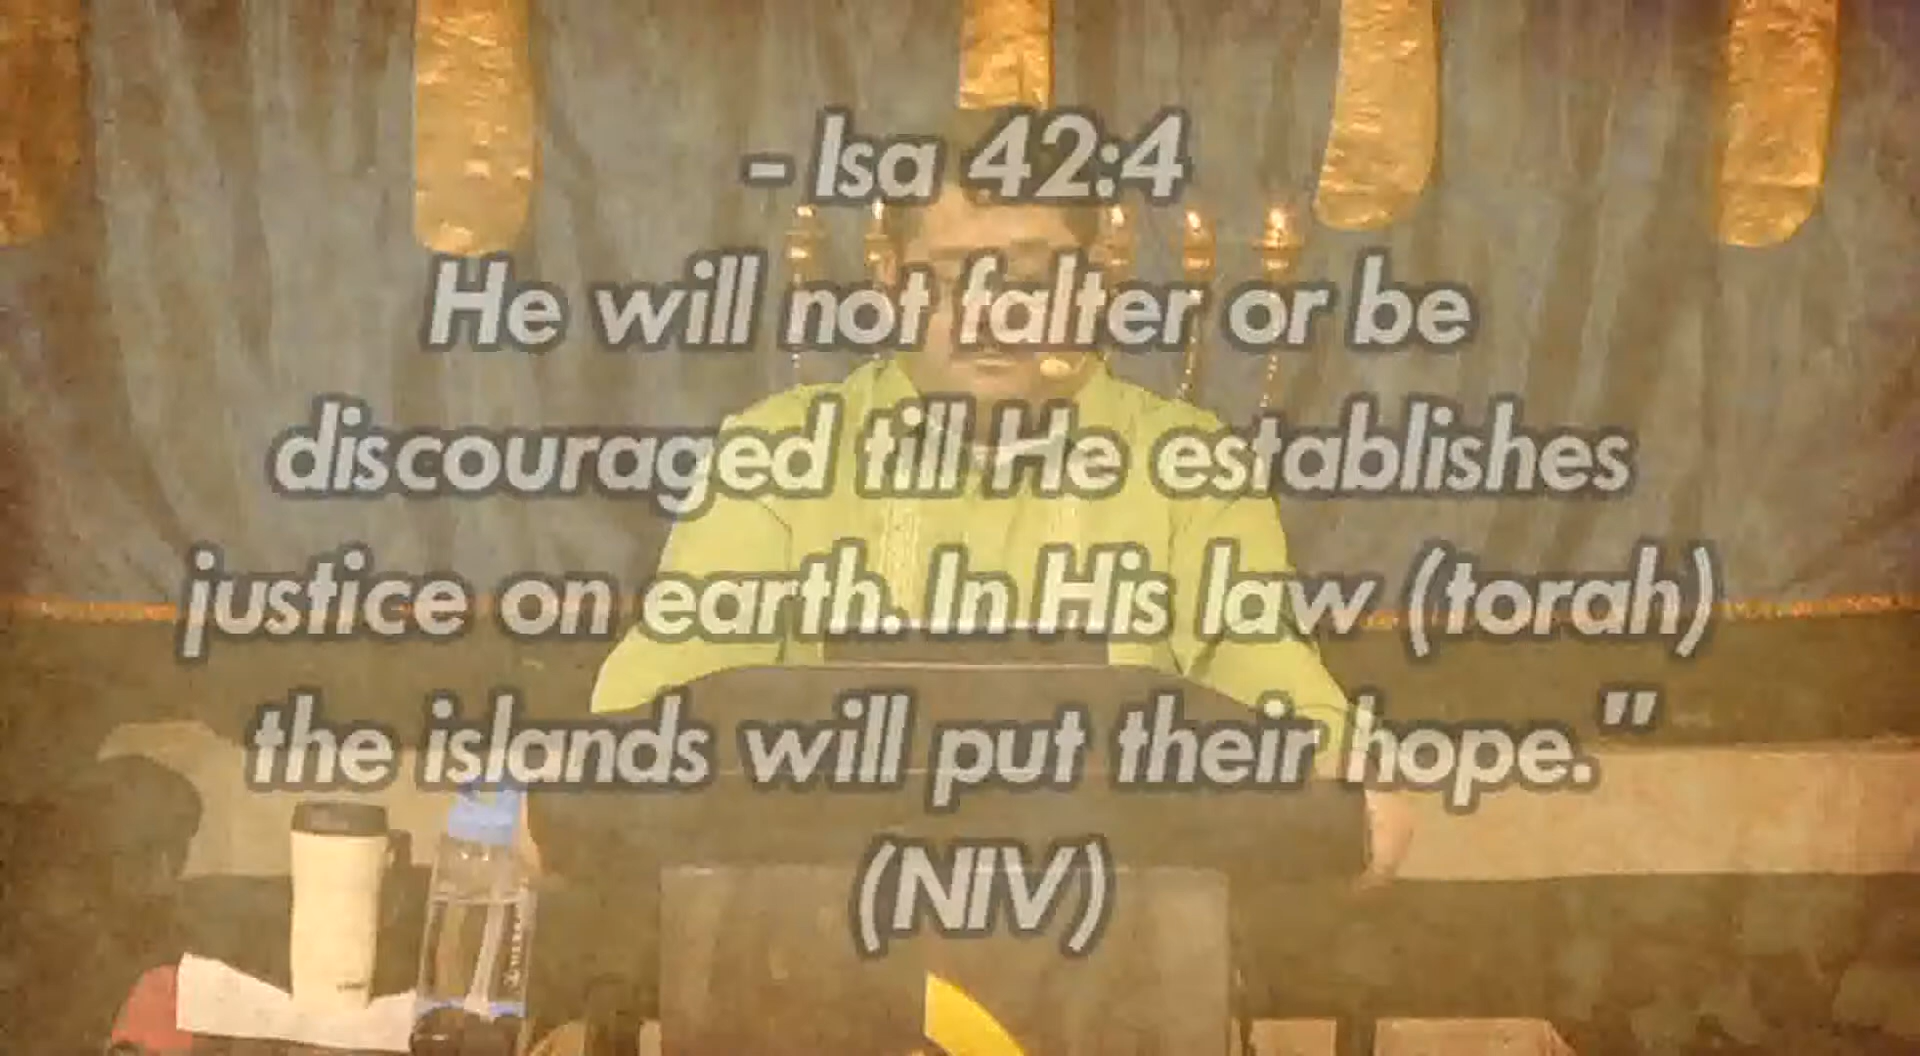 - Isa 42:4
He will not falter or be
discouraged till He establishes
justice on earth. In His law (torah)
the islands will put their hope."
(NIV)